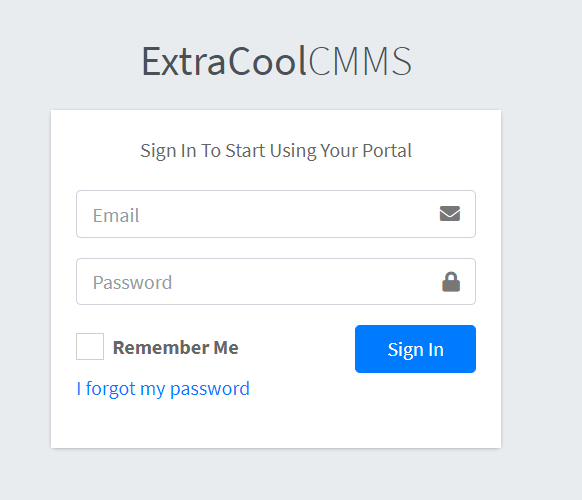 ExtraCoolCMMS
Sign In To Start Using Your Portal
Email
Password
Remember Me
Sign In
I forgot my password